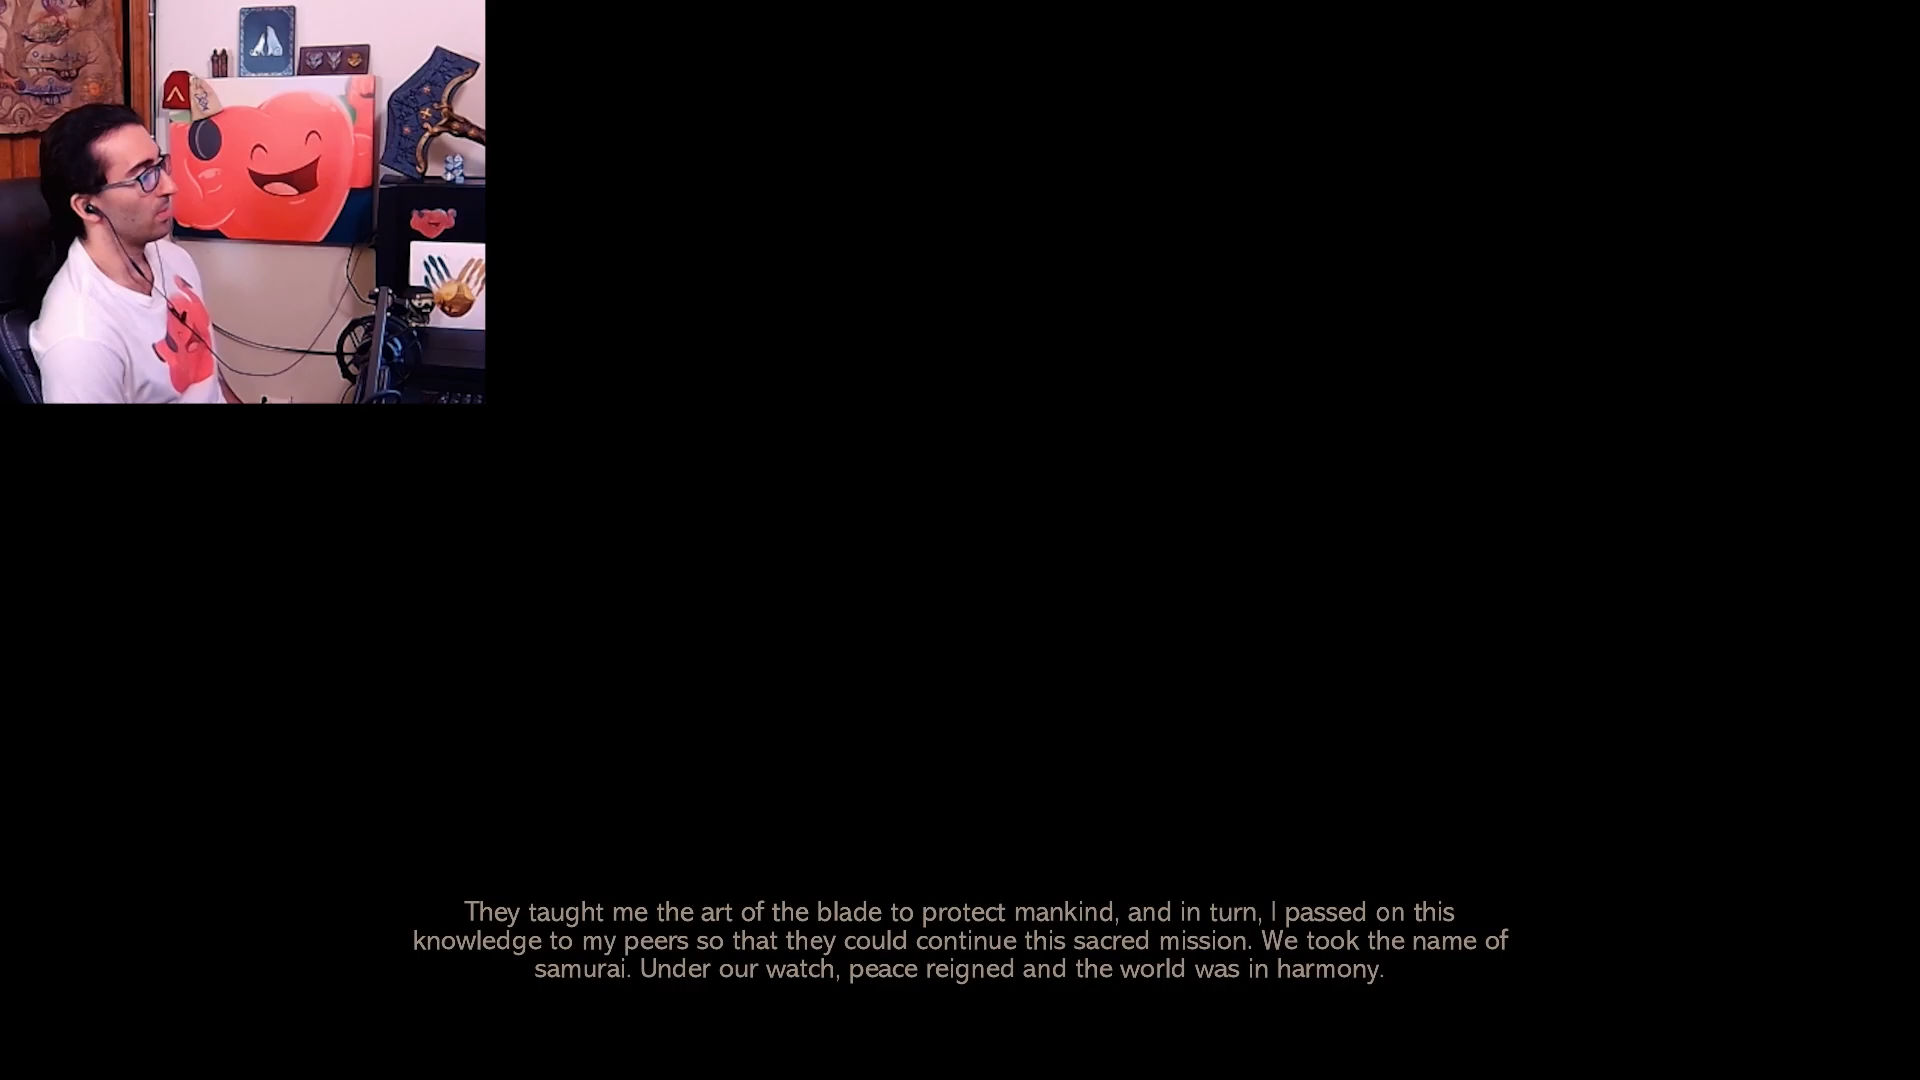 They taught me the art of the blade to protect mankind, and in turn, I passed on this
knowledge to my peers so that they could continue this sacred mission. We took the name of
samurai. Under our watch, peace reigned and the world was in harmony.